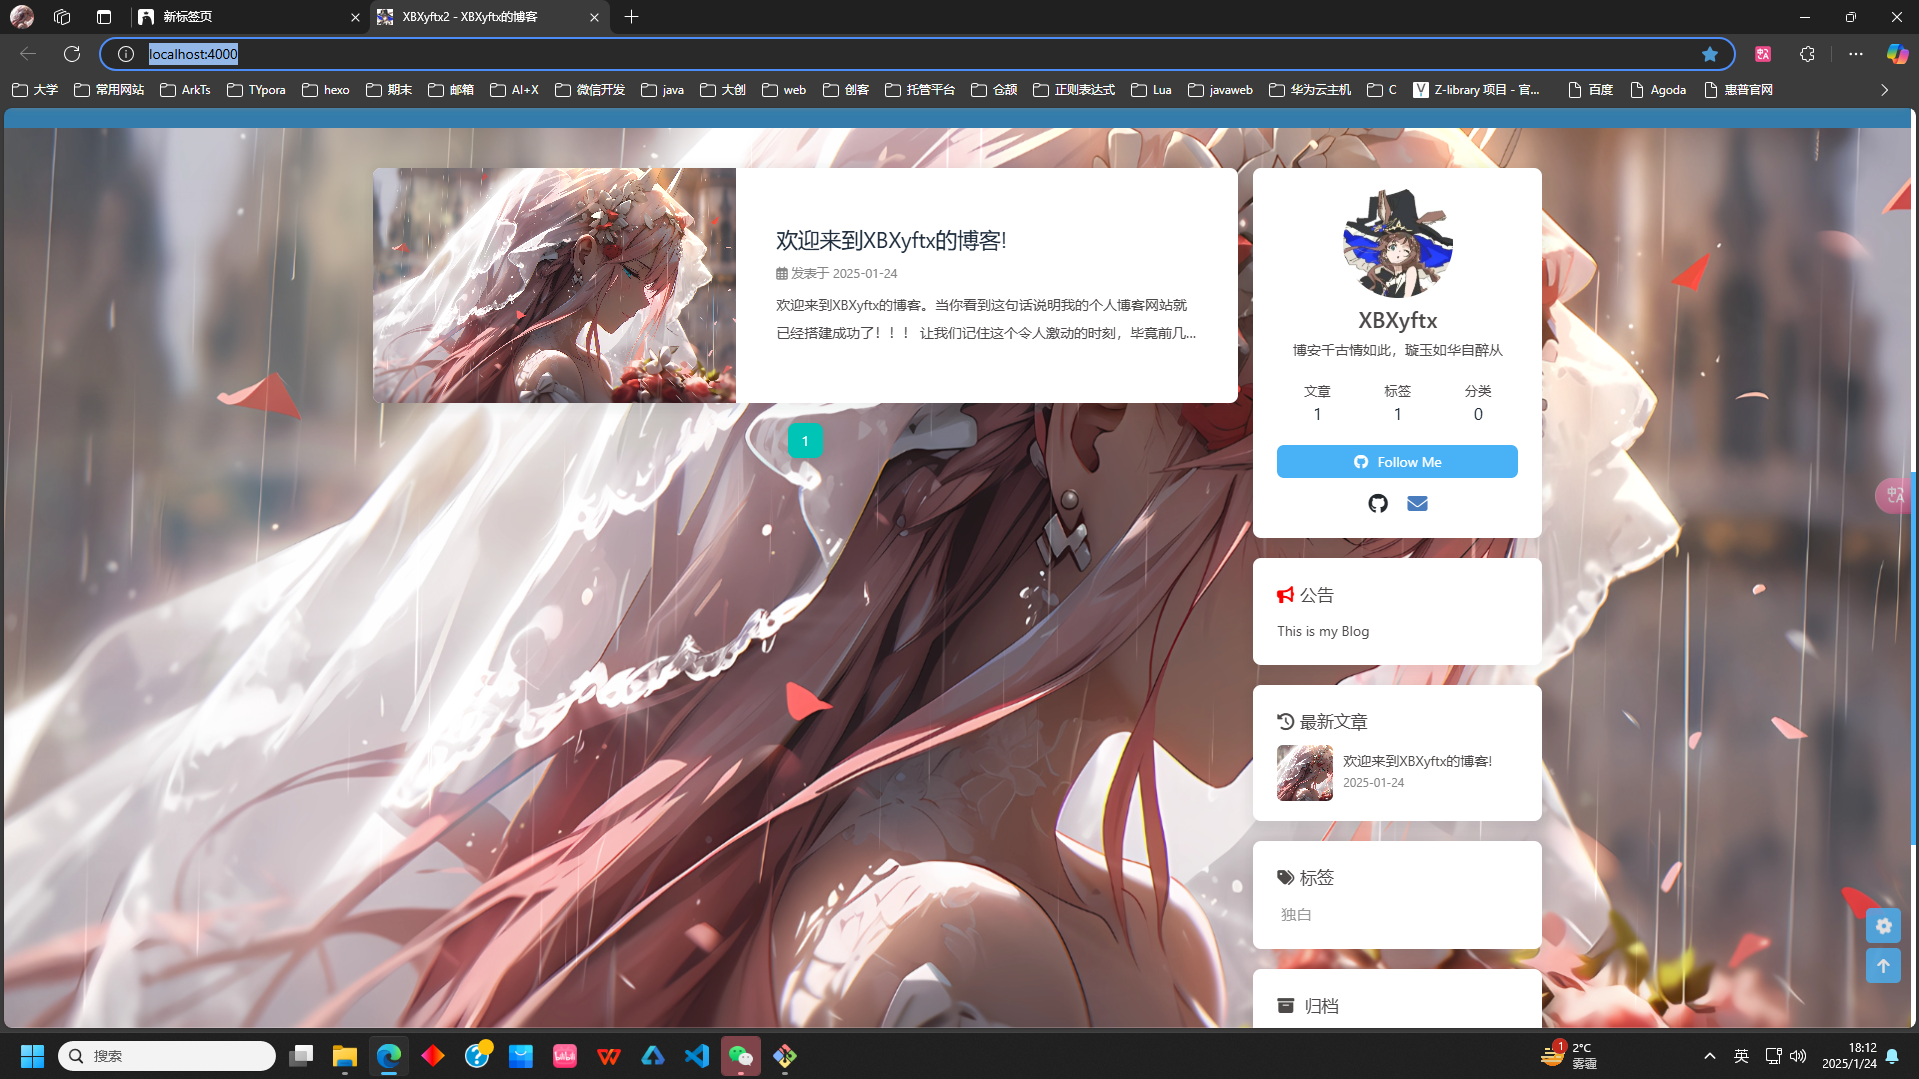 新标签页
XBXyftx2 - XBXyftx的博客
localhost:4000
大学 常用网站 ArkTs TYpora hexo 期末 邮箱 AI+X 微信开发 java 大创 web 创客 托管平台 仓颉 正则表达式 Lua javaweb 华为云主机 C Z-library 项目 - 官... 百度 Agoda 惠普官网
欢迎来到XBXyftx的博客!
发表于 2025-01-24
欢迎来到XBXyftx的博客。当你看到这句话说明我的个人博客网站就
已经搭建成功了！！！ 让我们记住这个令人激动的时刻，毕竟前几...
1
XBXyftx
博安千古情如此，璇玉如华自醉从
文章 标签 分类
1 1 0
Follow Me
公告
This is my Blog
最新文章
欢迎来到XBXyftx的博客!
2025-01-24
标签
独白
归档
搜索
1
2°C
雾霾
英
18:12
2025/1/24